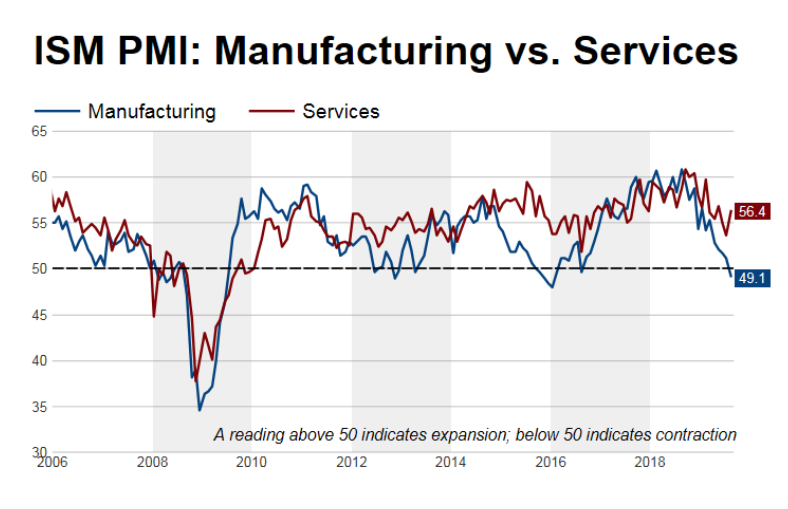 ISM PMI: Manufacturing vs. Services
Manufacturing Services
65
60
55
50
45
40
35
30
56.4
49.1
A reading above 50 indicates expansion; below 50 indicates contraction
2006 2008 2010 2012 2014 2016 2018